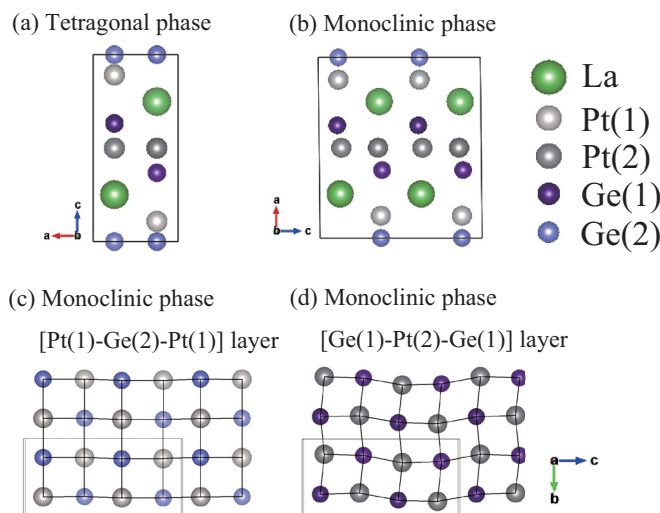 (a) Tetragonal phase
(b) Monoclinic phase
La
Pt(1)
Pt(2)
Ge(1)
Ge(2)
c
a
b
a
b
c
(c) Monoclinic phase
[Pt(1)-Ge(2)-Pt(1)] layer
(d) Monoclinic phase
[Ge(1)-Pt(2)-Ge(1)] layer
a
c
b